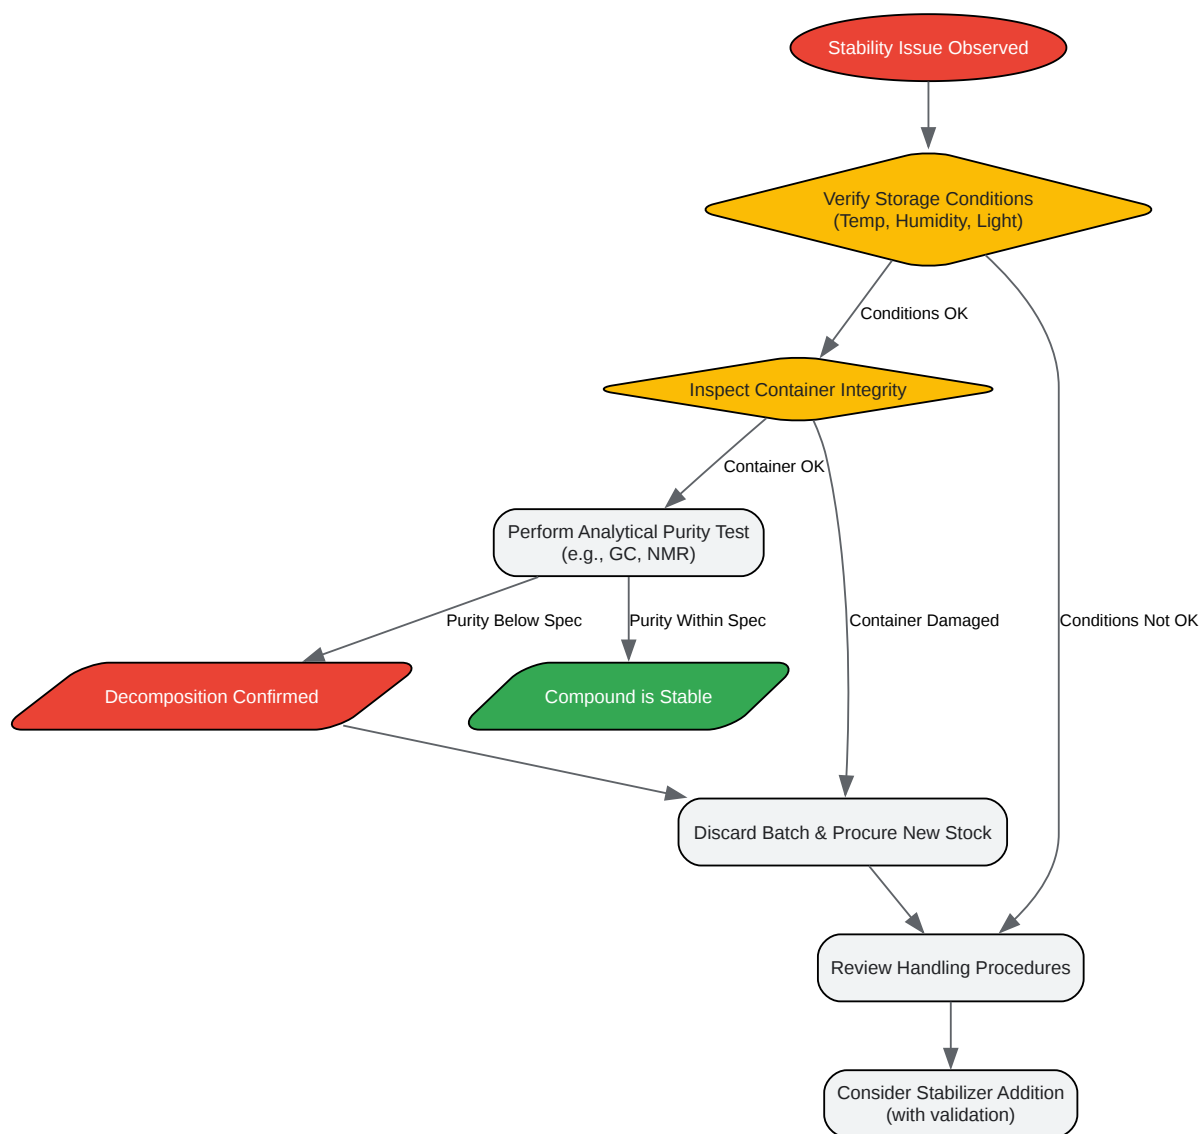 Stability Issue Observed
Verify Storage Conditions
(Temp, Humidity, Light)
Conditions OK
Inspect Container Integrity
Container OK
Perform Analytical Purity Test
(e.g., GC, NMR)
Purity Below Spec
Purity Within Spec
Container Damaged
Conditions Not OK
Decomposition Confirmed
Compound is Stable
Discard Batch & Procure New Stock
Review Handling Procedures
Consider Stabilizer Addition
(with validation)